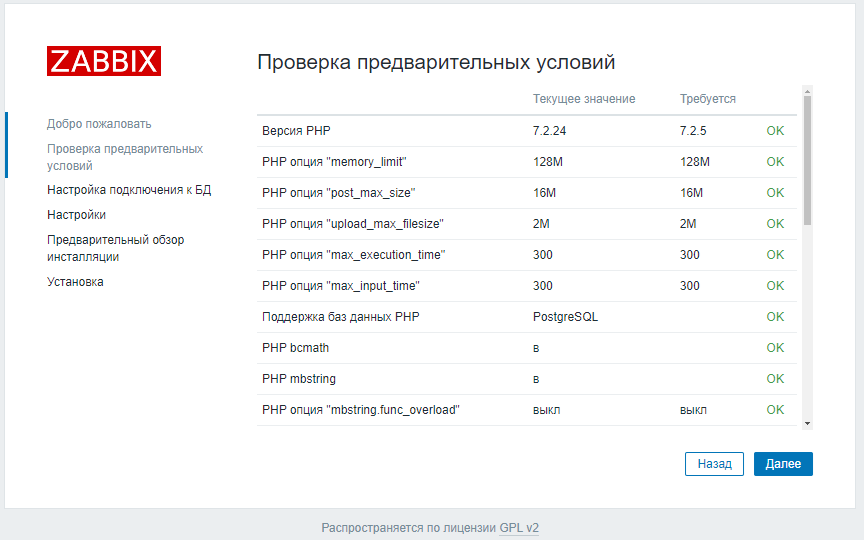 ZABBIX
Добро пожаловать
Проверка предварительных
условий
Настройка подключения к БД
Настройки
Предварительный обзор
инсталляции
Установка
Проверка предварительных условий
Текущее значение Требуется
Версия PHP 7.2.24 7.2.5 OK
PHP опция "memory_limit" 128M 128M OK
PHP опция "post_max_size" 16M 16M OK
PHP опция "upload_max_filesize" 2M 2M OK
PHP опция "max_execution_time" 300 300 OK
PHP опция "max_input_time" 300 300 OK
Поддержка баз данных PHP PostgreSQL OK
PHP bcmath в OK
PHP mbstring в OK
PHP опция "mbstring.func_overload" выкл выкл OK
Назад Далее
Распространяется по лицензии GPL v2